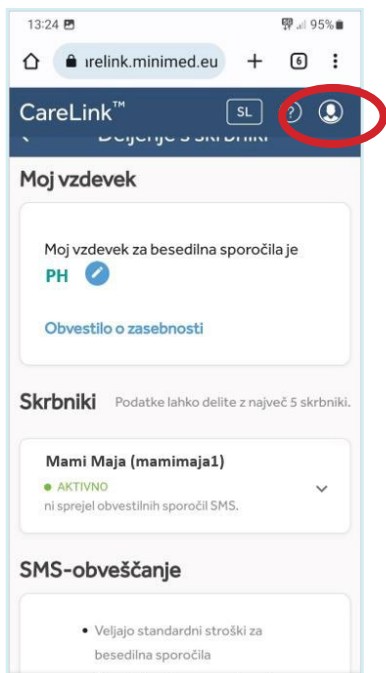 13:24 95%
irelink.minimed.eu + 6
CareLink™ SL ?
Deljenje s skrbniki
Moj vzdevek
Moj vzdevek za besedilna sporočila je
PH
Obvestilo o zasebnosti
Skrbniki Podatke lahko delite z največ 5 skrbniki.
Mami Maja (mamimaja1)
AKTIVNO
ni sprejel obvestilnih sporočil SMS.
SMS-obveščanje
• Veljajo standardni stroški za
besedilna sporočila